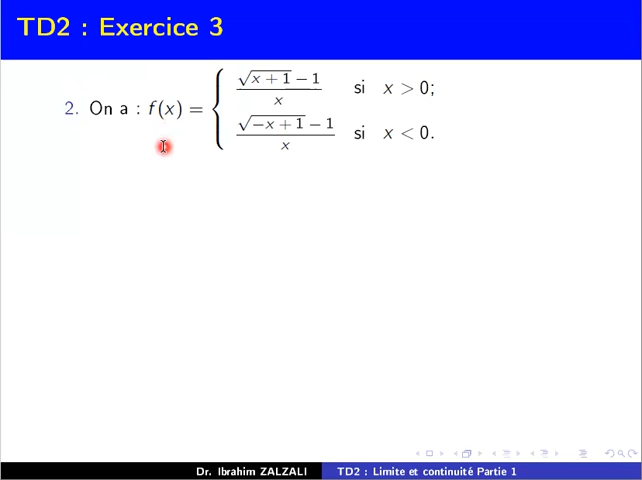 TD2 : Exercice 3
√x + 1 − 1
x
si x > 0;
2. On a : f(x) =
√−x + 1 − 1
x
si x < 0.
Dr. Ibrahim ZALZALI TD2 : Limite et continuité Partie 1